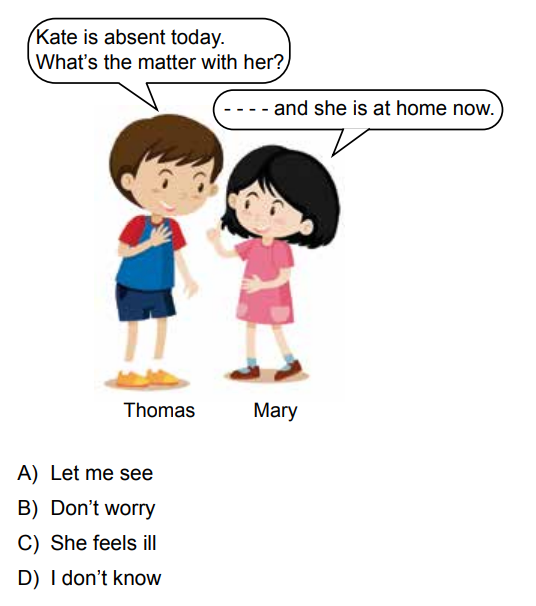 Kate is absent today.
What's the matter with her?
- - - - and she is at home now.
Thomas
Mary
A) Let me see
B) Don't worry
C) She feels ill
D) I don't know